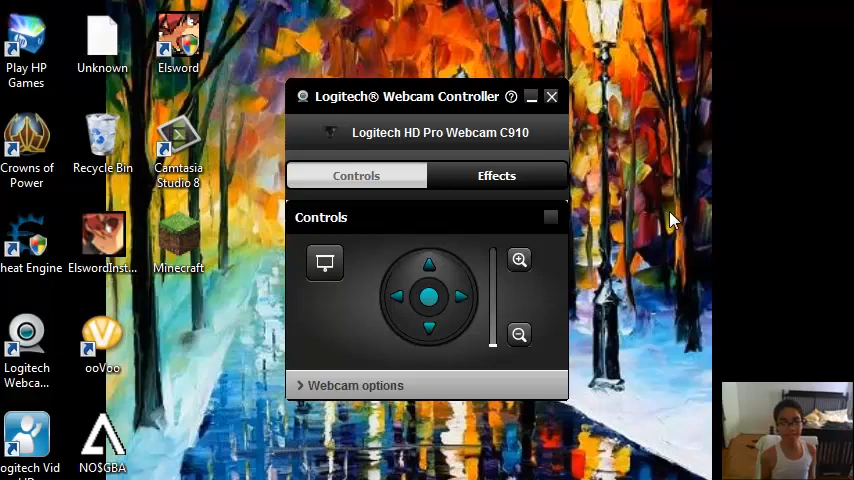 Play HP
Games
Unknown
Elsword
Crowns of
Power
Recycle Bin
Camtasia
Studio 8
heat Engine
ElswordInst...
Minecraft
Logitech
Webca...
ooVoo
ogitech Vid
NO$GBA
Logitech® Webcam Controller
Logitech HD Pro Webcam C910
Controls
Effects
Controls
Webcam options